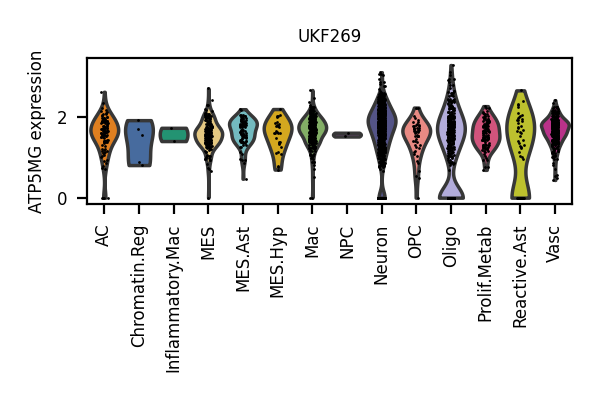 UKF269
ATP5MG expression
2
0
AC
Chromatin.Reg
Inflammatory.Mac
MES
MES.Ast
MES.Hyp
Mac
NPC
Neuron
OPC
Oligo
Prolif.Metab
Reactive.Ast
Vasc